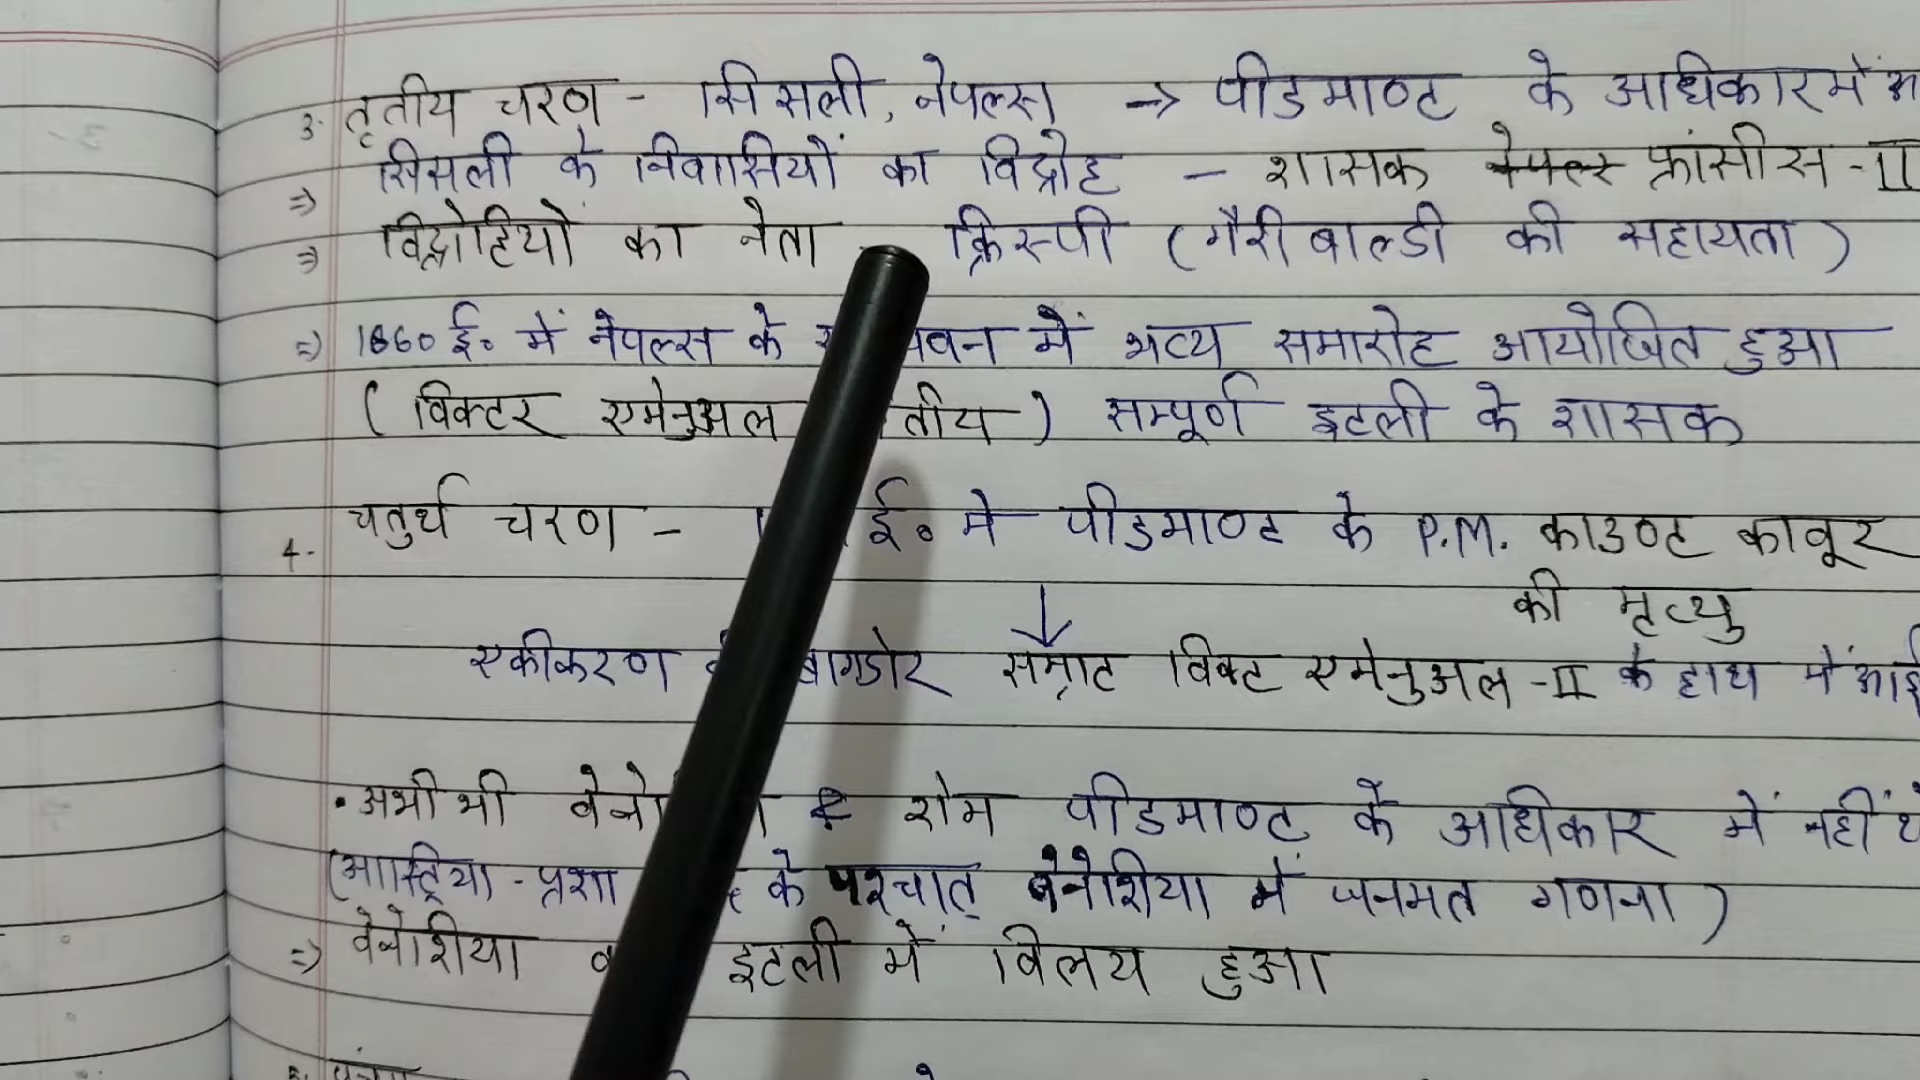 3. तृतीय चरण - सिसली, नेपल्स → पीडमाण्ट के अधिकार में
⇒ सिसली के निवासियों का विद्रोह - शासक फ्रांसीस-II
⇒ विद्रोहियों का नेता क्रिस्पी (गैरीबाल्डी की सहायता)
⇒ 1860 ई० में नेपल्स के में भव्य समारोह आयोजित हुआ
(विक्टर एमेनुअल ) सम्पूर्ण इटली के शासक
4. चतुर्थ चरण - ई० मे पीडमाण्ट के P.M. काउण्ट कावूर
की मृत्यु
↓
एकीकरण बागडोर सम्राट विक्ट एमेनुअल-II के हाथ में आई
• अभी भी रोम पीडमाण्ट के अधिकार में नहीं
(आस्ट्रिया-प्रशा के पश्चात् वेनेशिया में जनमत गणना)
⇒ वेनेशिया इटली में विलय हुआ